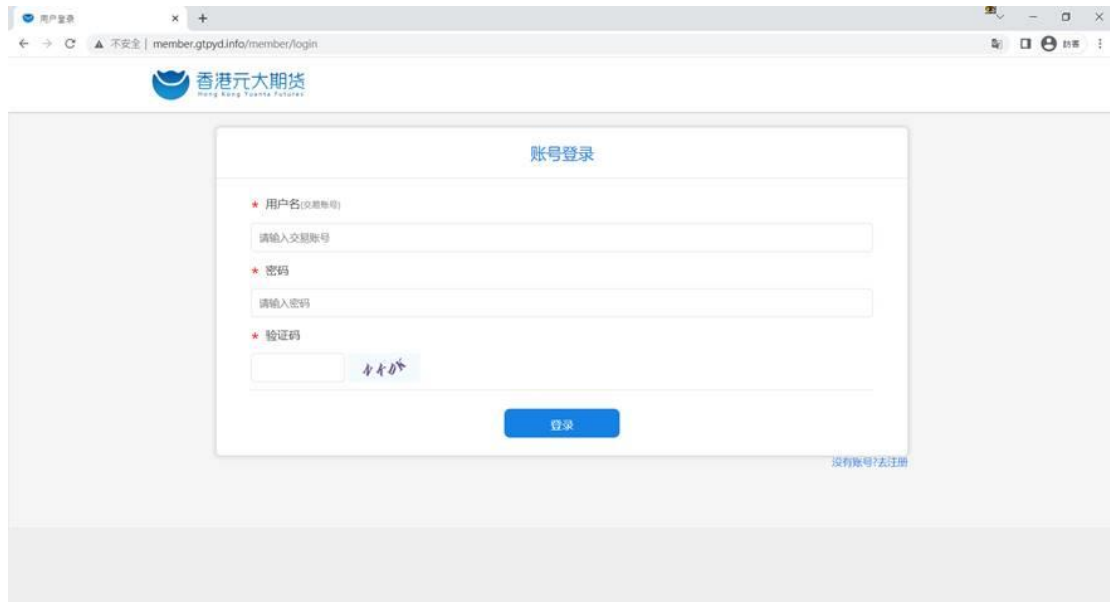 用户登录
不安全 | member.gtpyd.info/member/login
訪客
香港元大期货
Hong Kong Yuanta Futures
账号登录
* 用户名(交易账号)
请输入交易账号
* 密码
请输入密码
* 验证码
登录
没有账号?去注册